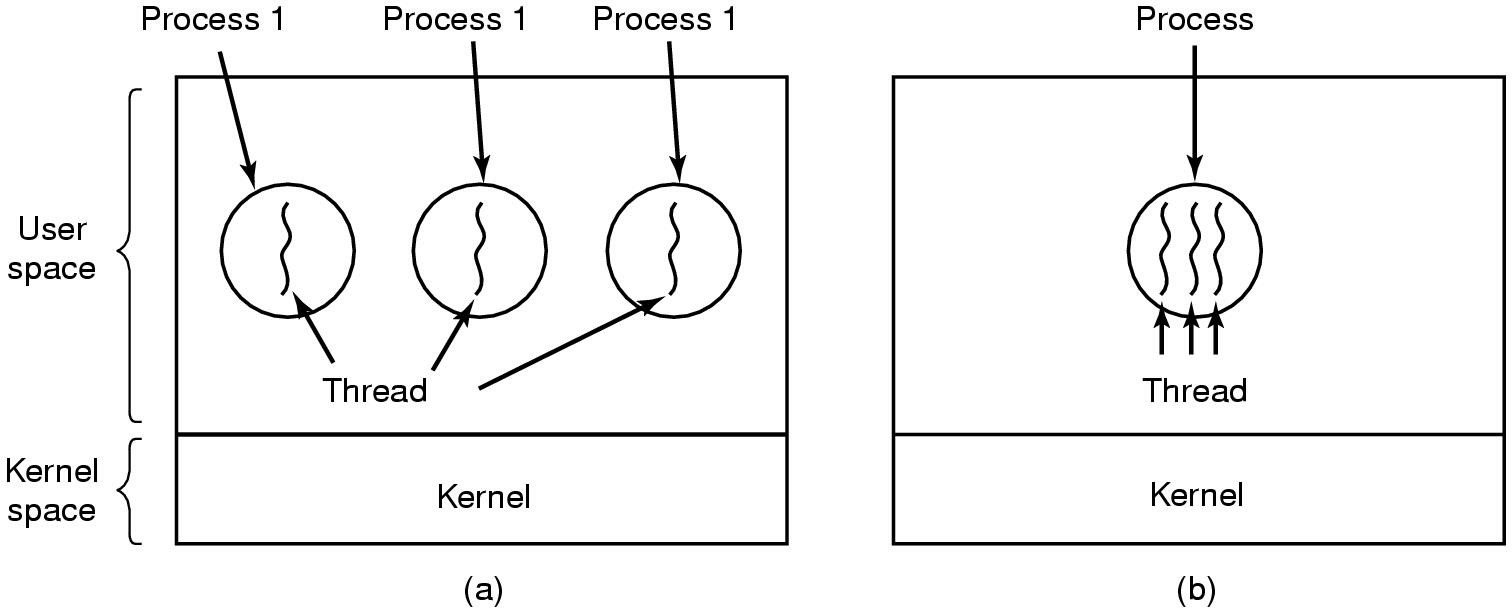 Process 1
Process 1
Process 1
Process
User
space
Thread
Thread
Kernel
space
Kernel
Kernel
(a)
(b)